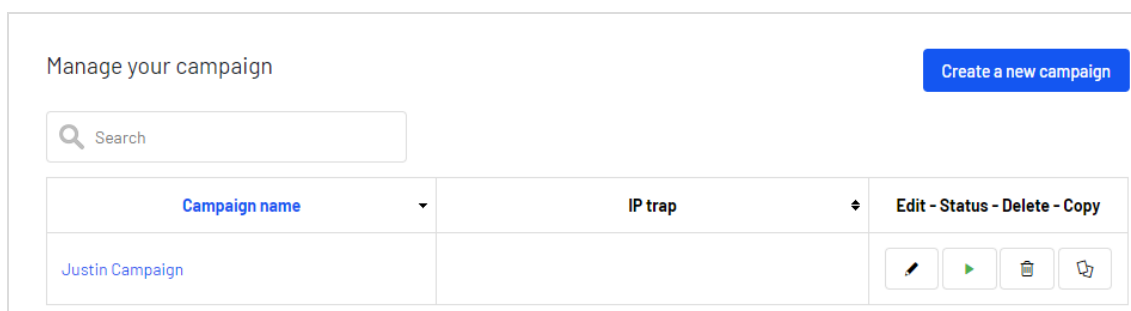 Manage your campaign
Create a new campaign
Search
Campaign name
IP trap
Edit - Status - Delete - Copy
Justin Campaign